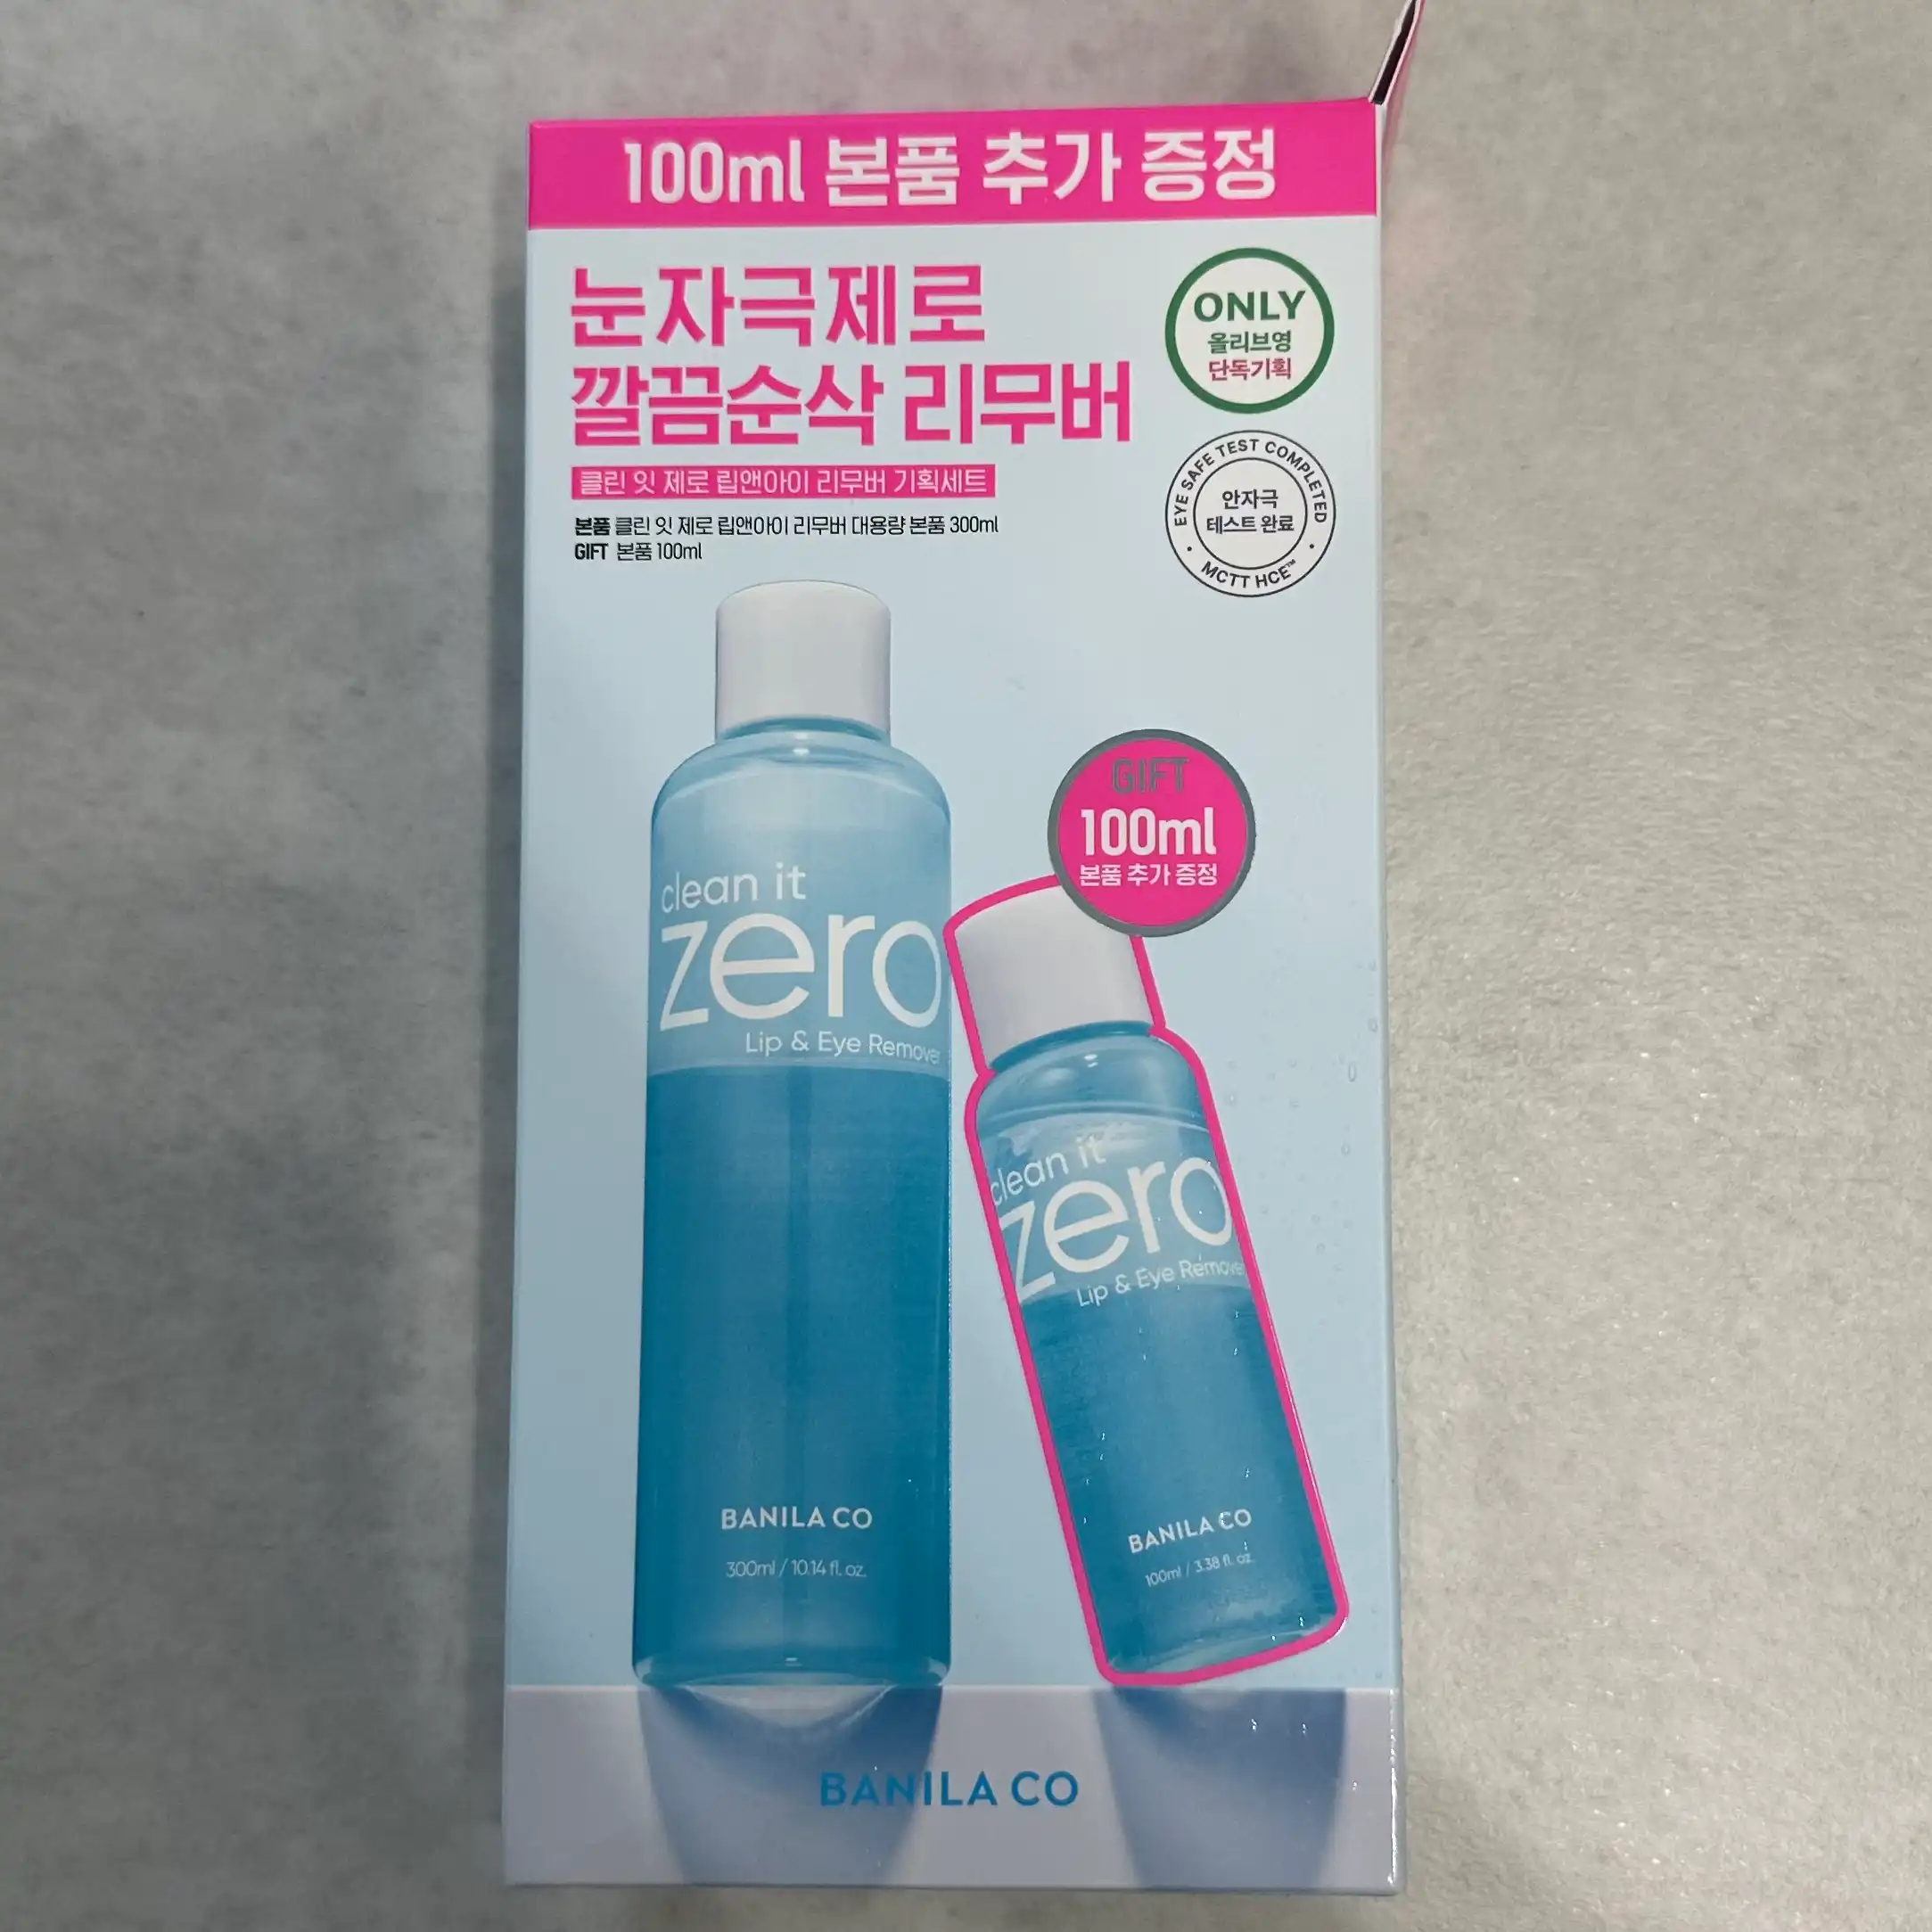 100ml 본품 추가 증정
눈자극제로
깔끔순삭 리무버
클린 잇 제로 립앤아이 리무버 기획세트
본품 클린 잇 제로 립앤아이 리무버 대용량 본품 300ml
GIFT 본품 100ml
ONLY
올리브영
단독기획
EYE SAFE TEST COMPLETED
안자극
테스트 완료
MCTT HCE™
GIFT
100ml
본품 추가 증정
clean it
zero
Lip & Eye Remover
BANILA CO
300ml / 10.14 fl. oz.
clean it
zero
Lip & Eye Remover
BANILA CO
100ml / 3.38 fl. oz.
BANILA CO